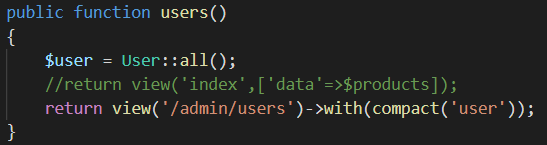 public function users()
{
    $user = User::all();
    //return view('index',['data'=>$products]);
    return view('/admin/users')->with(compact('user'));
}